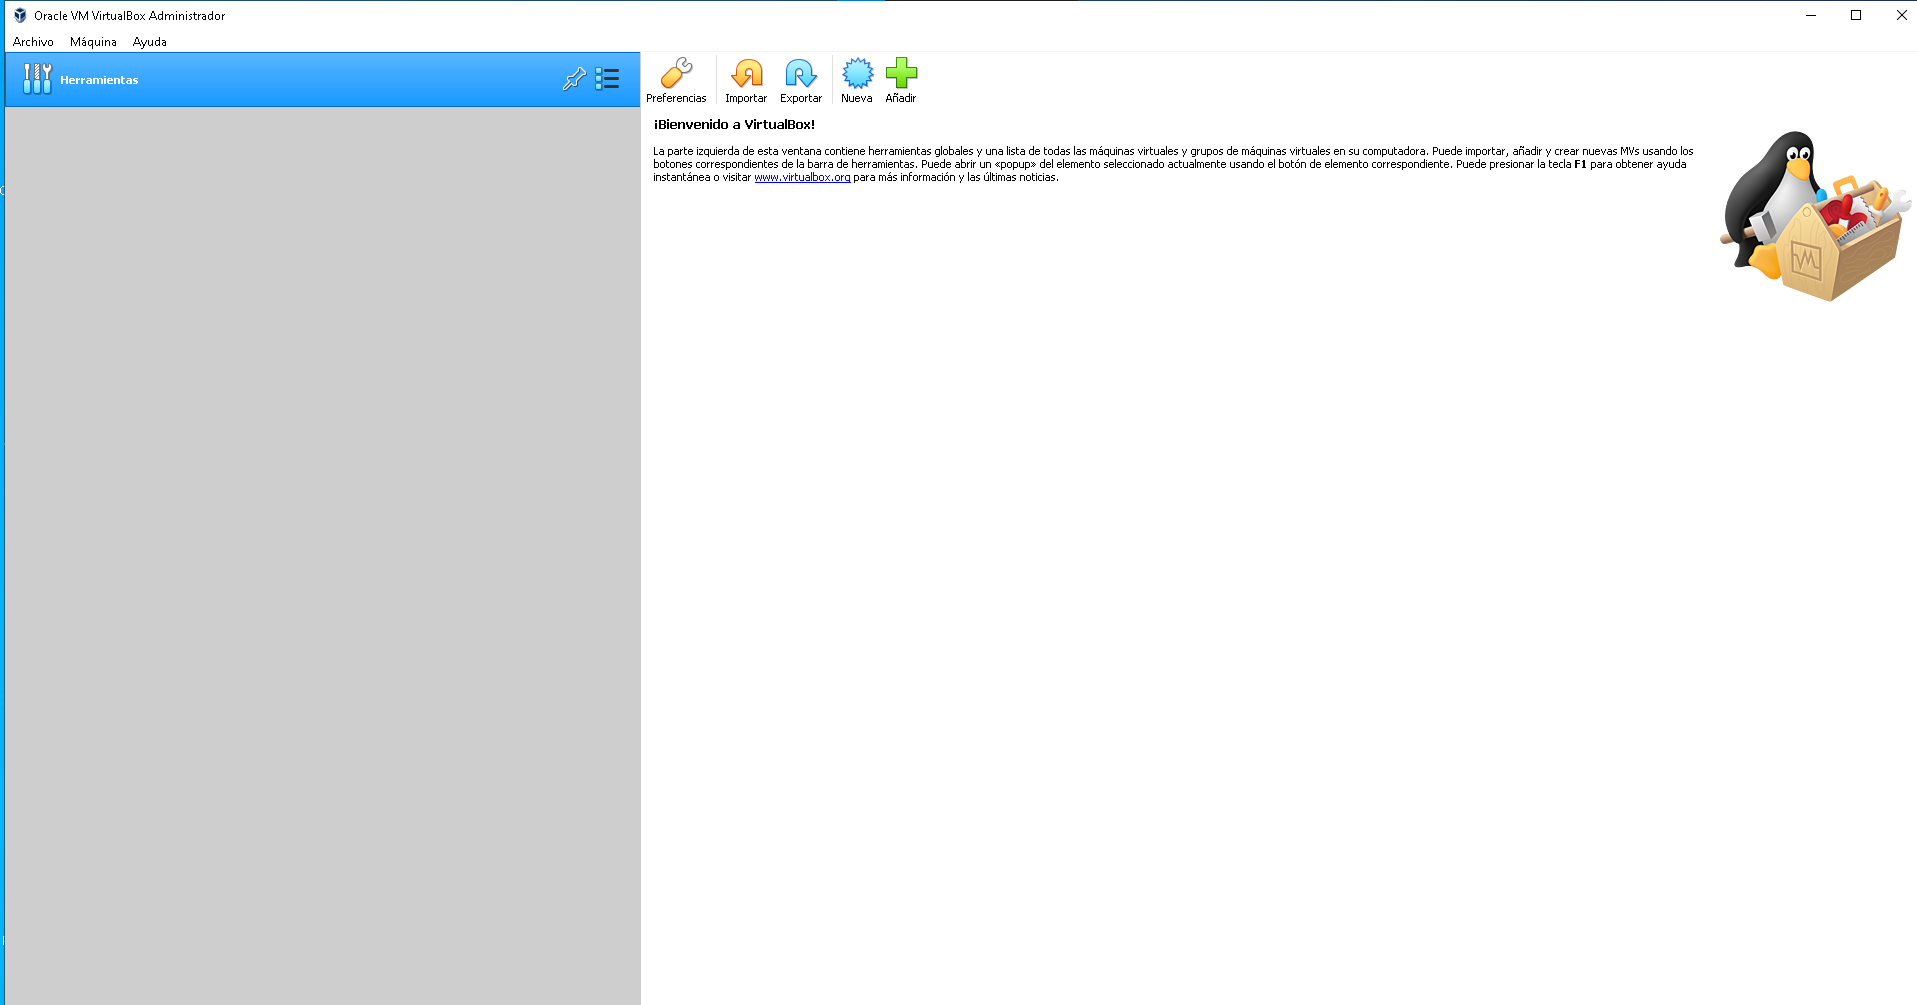 Oracle VM VirtualBox Administrador
Archivo Máquina Ayuda
Herramientas
Preferencias Importar Exportar Nueva Añadir
¡Bienvenido a VirtualBox!
La parte izquierda de esta ventana contiene herramientas globales y una lista de todas las máquinas virtuales y grupos de máquinas virtuales en su computadora. Puede importar, añadir y crear nuevas MVs usando los
botones correspondientes de la barra de herramientas. Puede abrir un «popup» del elemento seleccionado actualmente usando el botón de elemento correspondiente. Puede presionar la tecla F1 para obtener ayuda
instantánea o visitar www.virtualbox.org para más información y las últimas noticias.